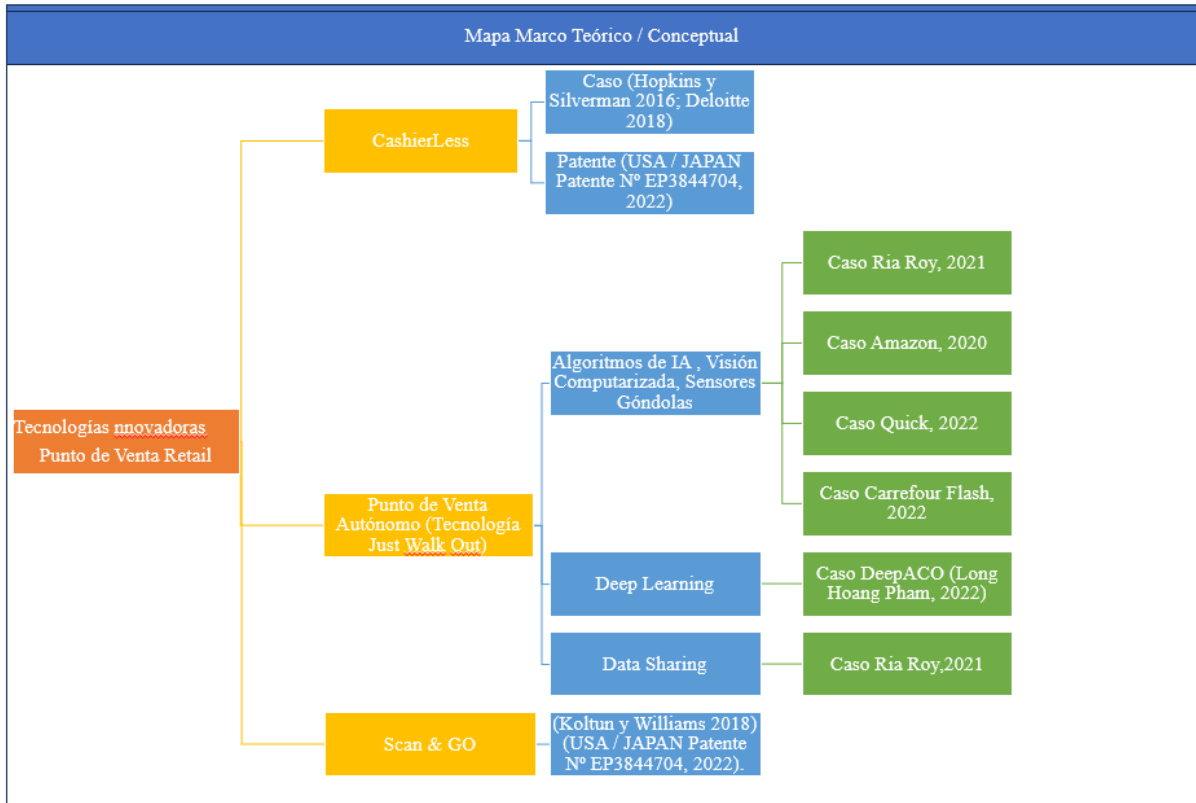 Mapa Marco Teórico / Conceptual
Caso (Hopkins y
Silverman 2016; Deloitte
2018)
CashierLess
Patente (USA / JAPAN
Patente Nº EP3844704,
2022)
Caso Ria Roy, 2021
Caso Amazon, 2020
Algoritmos de IA , Visión
Computarizada, Sensores
Góndolas
Caso Quick, 2022
Tecnologías nnovadoras
Punto de Venta Retail
Caso Carrefour Flash,
2022
Punto de Venta
Autónomo (Tecnología
Just Walk Out)
Deep Learning
Caso DeepACO (Long
Hoang Pham, 2022)
Data Sharing
Caso Ria Roy,2021
Scan & GO
(Koltun y Williams 2018)
(USA / JAPAN Patente
Nº EP3844704, 2022).